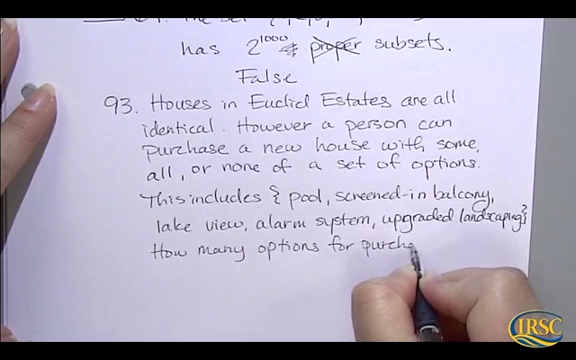 has 2^1000 proper subsets.
False
93. Houses in Euclid Estates are all
identical. However a person can
purchase a new house with some,
all, or none of a set of options.
This includes { pool, screened-in balcony,
lake view, alarm system, upgraded landscaping}
How many options for purcha
IRSC